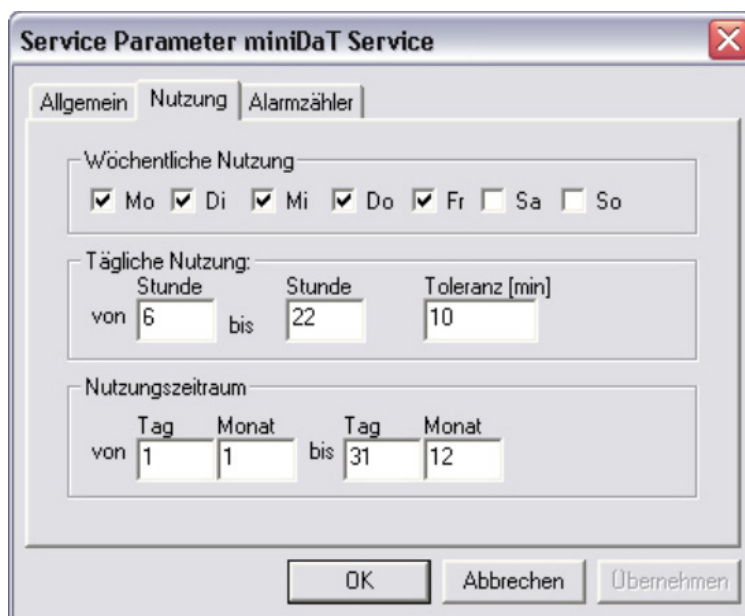 Service Parameter miniDaT Service
Allgemein Nutzung Alarmzähler
Wöchentliche Nutzung
Mo Di Mi Do Fr Sa So
Tägliche Nutzung:
Stunde Stunde Toleranz [min]
von 6 bis 22 10
Nutzungszeitraum
Tag Monat Tag Monat
von 1 1 bis 31 12
OK Abbrechen Übernehmen